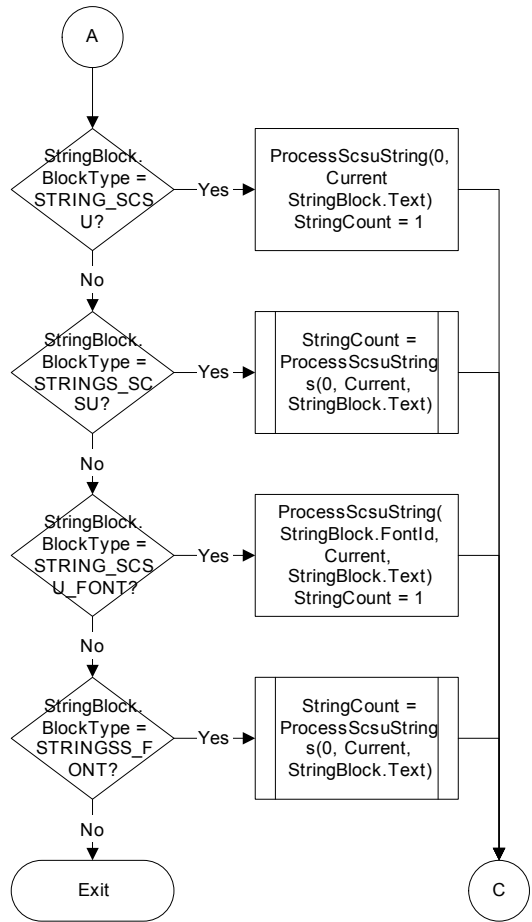 A
StringBlock.
BlockType =
STRING_SCS
U?
Yes
ProcessScsuString(0,
Current
StringBlock.Text)
StringCount = 1
No
StringBlock.
BlockType =
STRINGS_SC
SU?
Yes
StringCount =
ProcessScsuString
s(0, Current,
StringBlock.Text)
No
StringBlock.
BlockType =
STRING_SCS
U_FONT?
Yes
ProcessScsuString(
StringBlock.FontId,
Current,
StringBlock.Text)
StringCount = 1
No
StringBlock.
BlockType =
STRINGSS_F
ONT?
Yes
StringCount =
ProcessScsuString
s(0, Current,
StringBlock.Text)
No
Exit
C